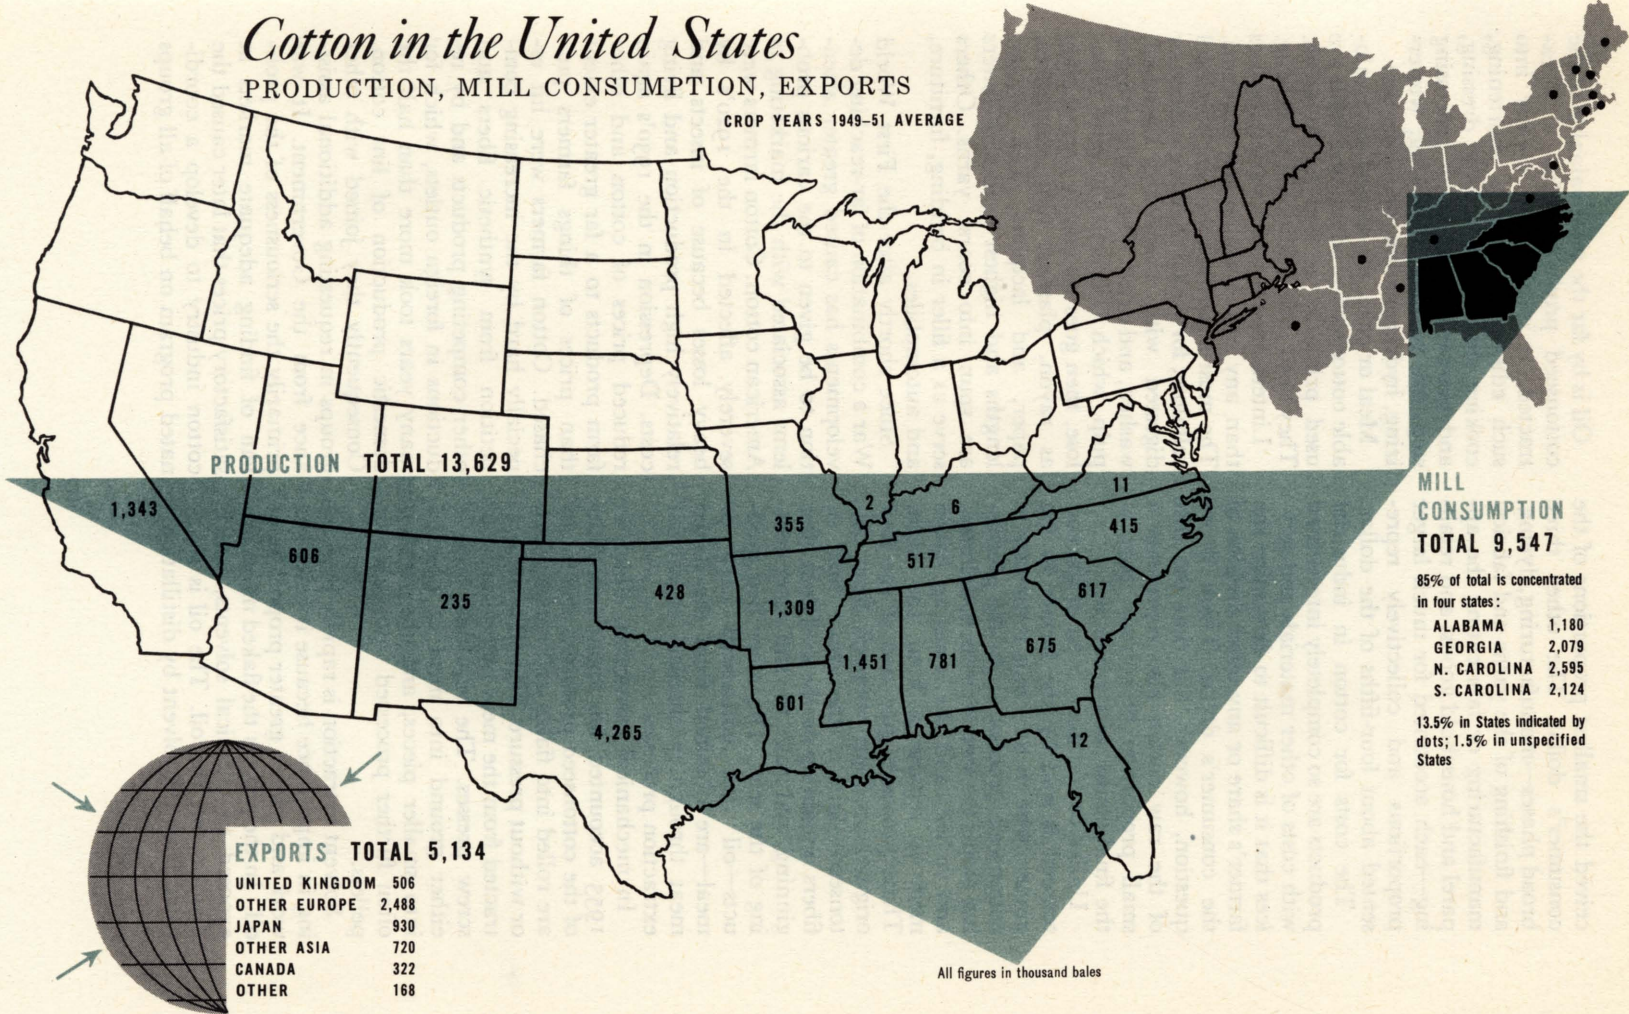 Cotton in the United States
PRODUCTION, MILL CONSUMPTION, EXPORTS
CROP YEARS 1949–51 AVERAGE
PRODUCTION TOTAL 13,629
1,343
606
235
428
4,265
355
1,309
601
2
6
11
517
415
617
1,451
781
675
12
MILL
CONSUMPTION
TOTAL 9,547
85% of total is concentrated
in four states:
ALABAMA 1,180
GEORGIA 2,079
N. CAROLINA 2,595
S. CAROLINA 2,124
13.5% in States indicated by
dots; 1.5% in unspecified
States
EXPORTS TOTAL 5,134
UNITED KINGDOM 506
OTHER EUROPE 2,488
JAPAN 930
OTHER ASIA 720
CANADA 322
OTHER 168
All figures in thousand bales